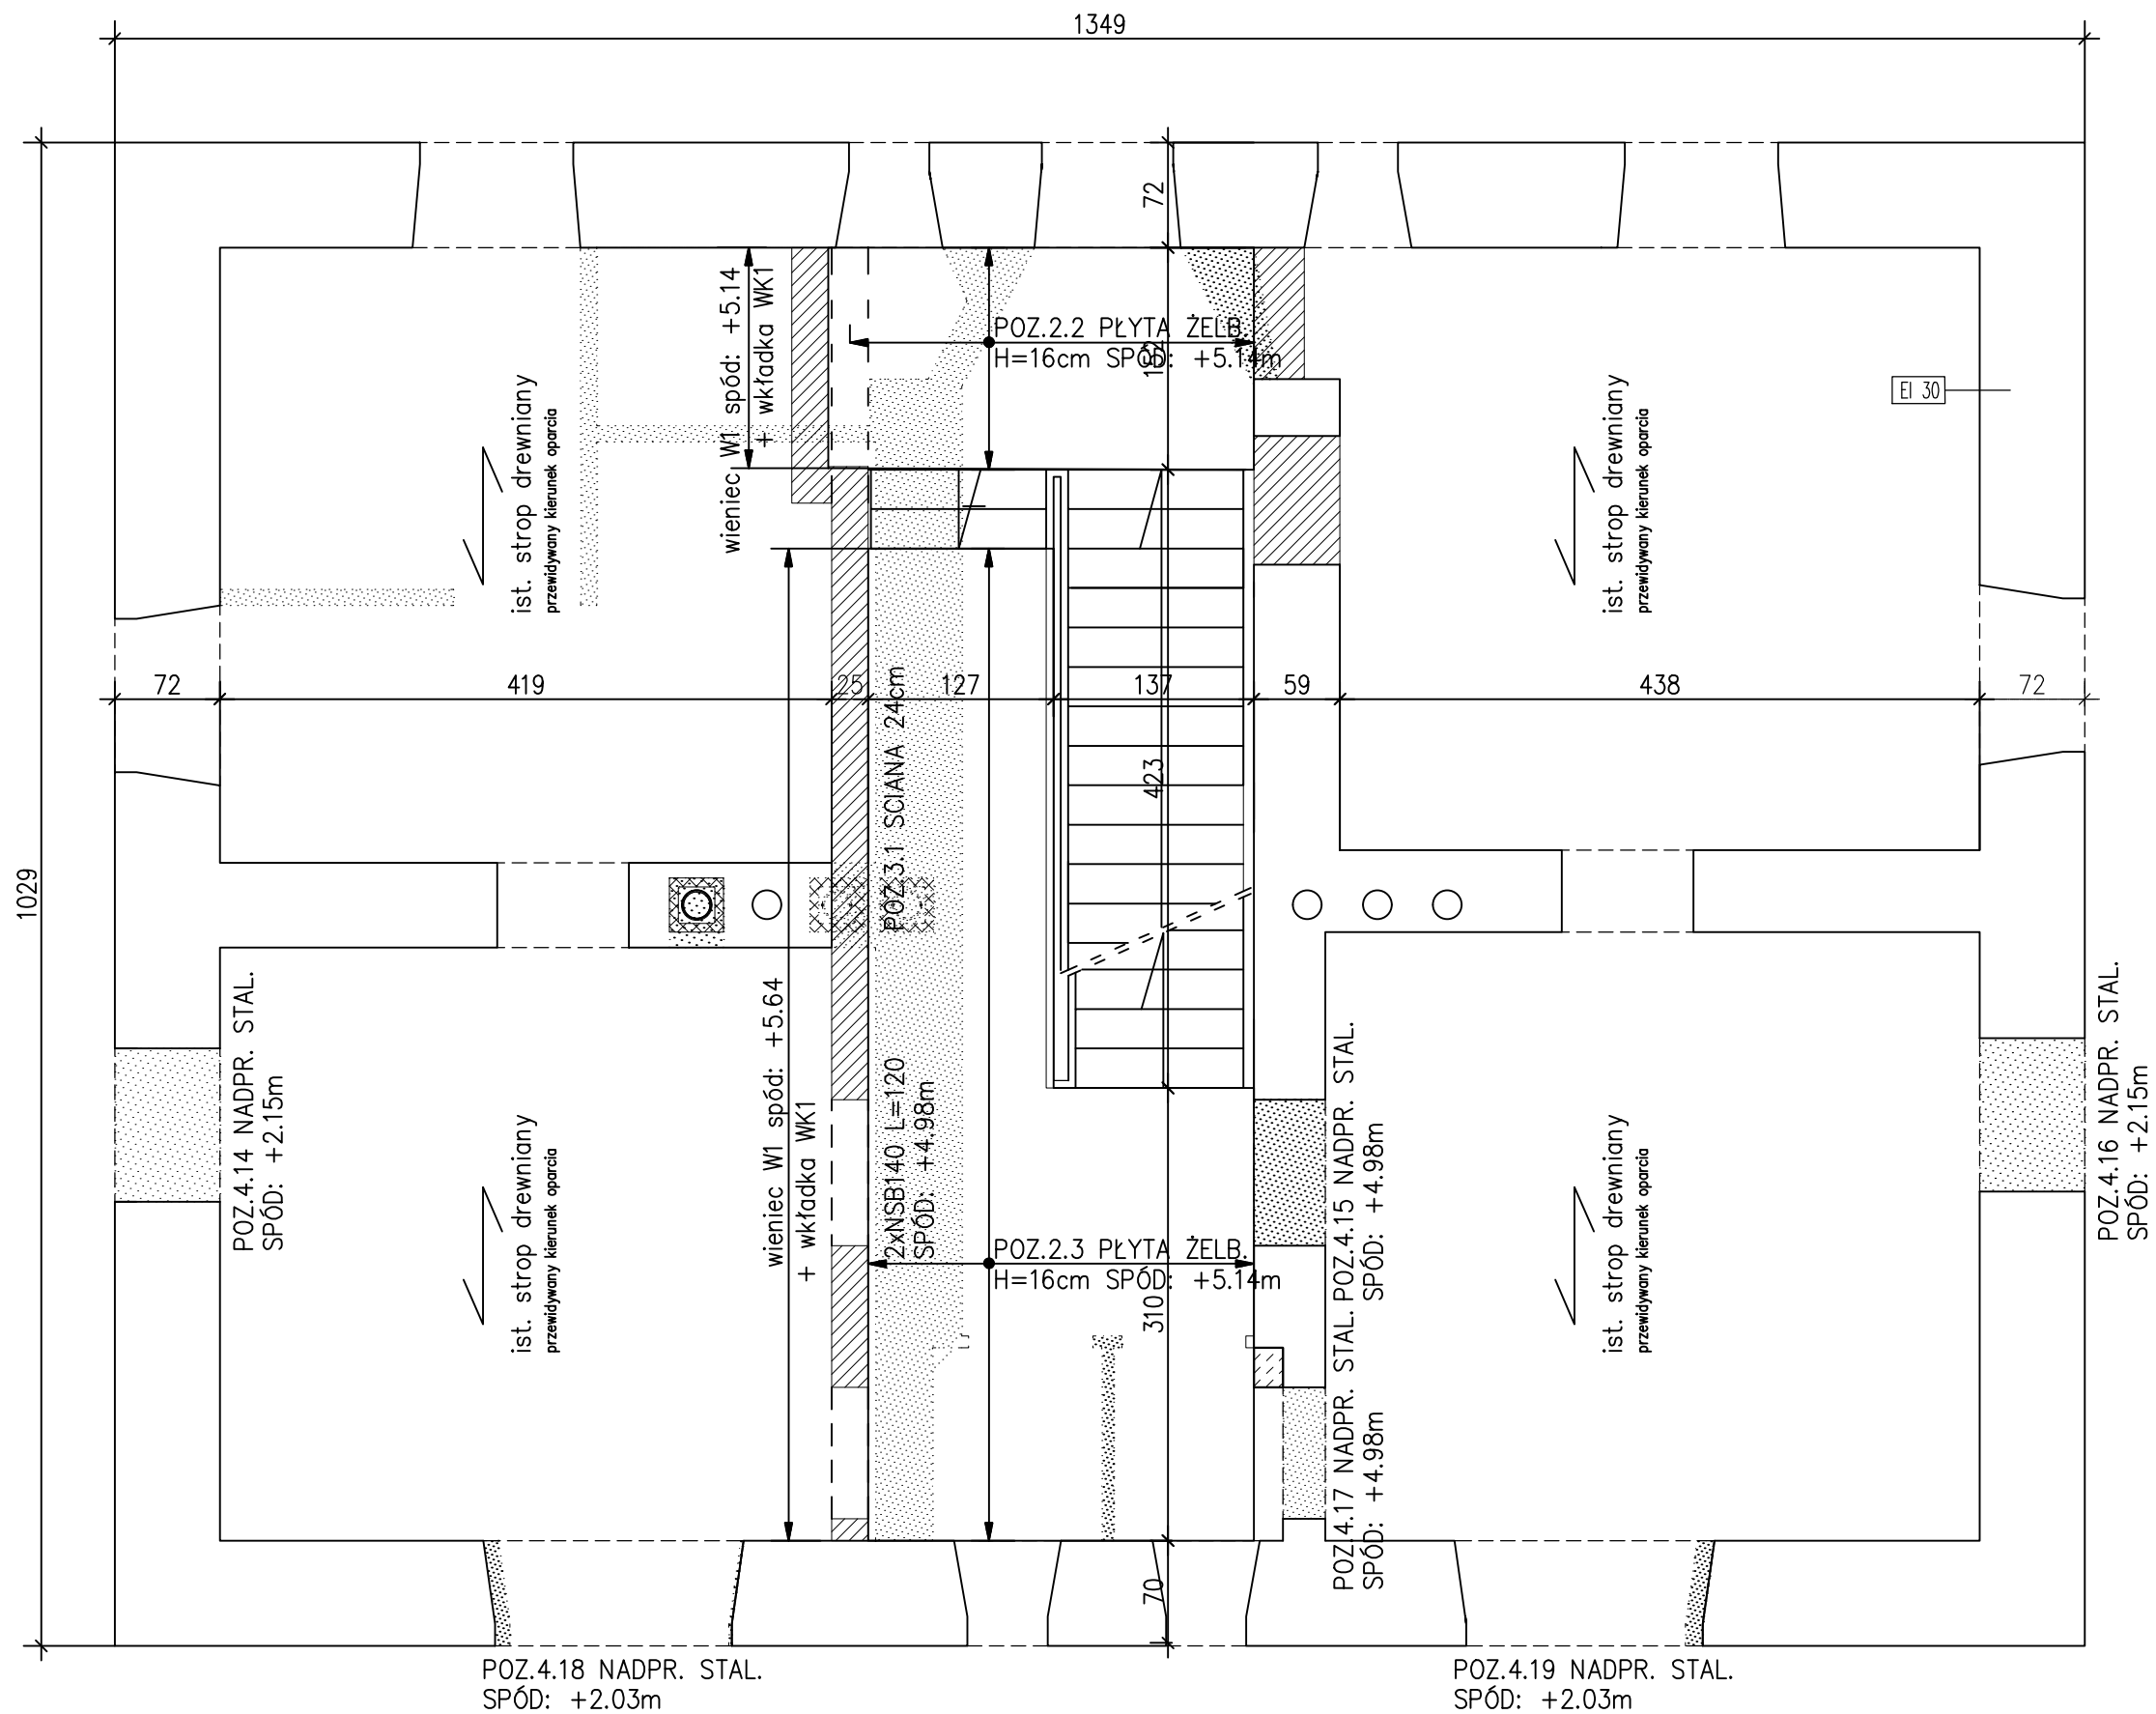 1349
72
wieniec W1 spód: +5.14
+ wkładka WK1
POZ.2.2 PŁYTA ŻELB.
H=16cm SPÓD: +5.14m
ist. strop drewniany
przewidywany kierunek oparcia
ist. strop drewniany
przewidywany kierunek oparcia
EI 30
72
419
25
127
137
59
438
72
POZ.3.1 SCIANA 24cm
423
1029
POZ.4.14 NADPR. STAL.
SPÓD: +2.15m
wieniec W1 spód: +5.64
+ wkładka WK1
2xNSB140 L=120
SPÓD: +4.98m
POZ.4.15 NADPR. STAL.
SPÓD: +4.98m
POZ.4.16 NADPR. STAL.
SPÓD: +2.15m
ist. strop drewniany
przewidywany kierunek oparcia
ist. strop drewniany
przewidywany kierunek oparcia
POZ.2.3 PŁYTA ŻELB.
H=16cm SPÓD: +5.14m
310
POZ.4.17 NADPR. STAL.
SPÓD: +4.98m
70
POZ.4.18 NADPR. STAL.
SPÓD: +2.03m
POZ.4.19 NADPR. STAL.
SPÓD: +2.03m